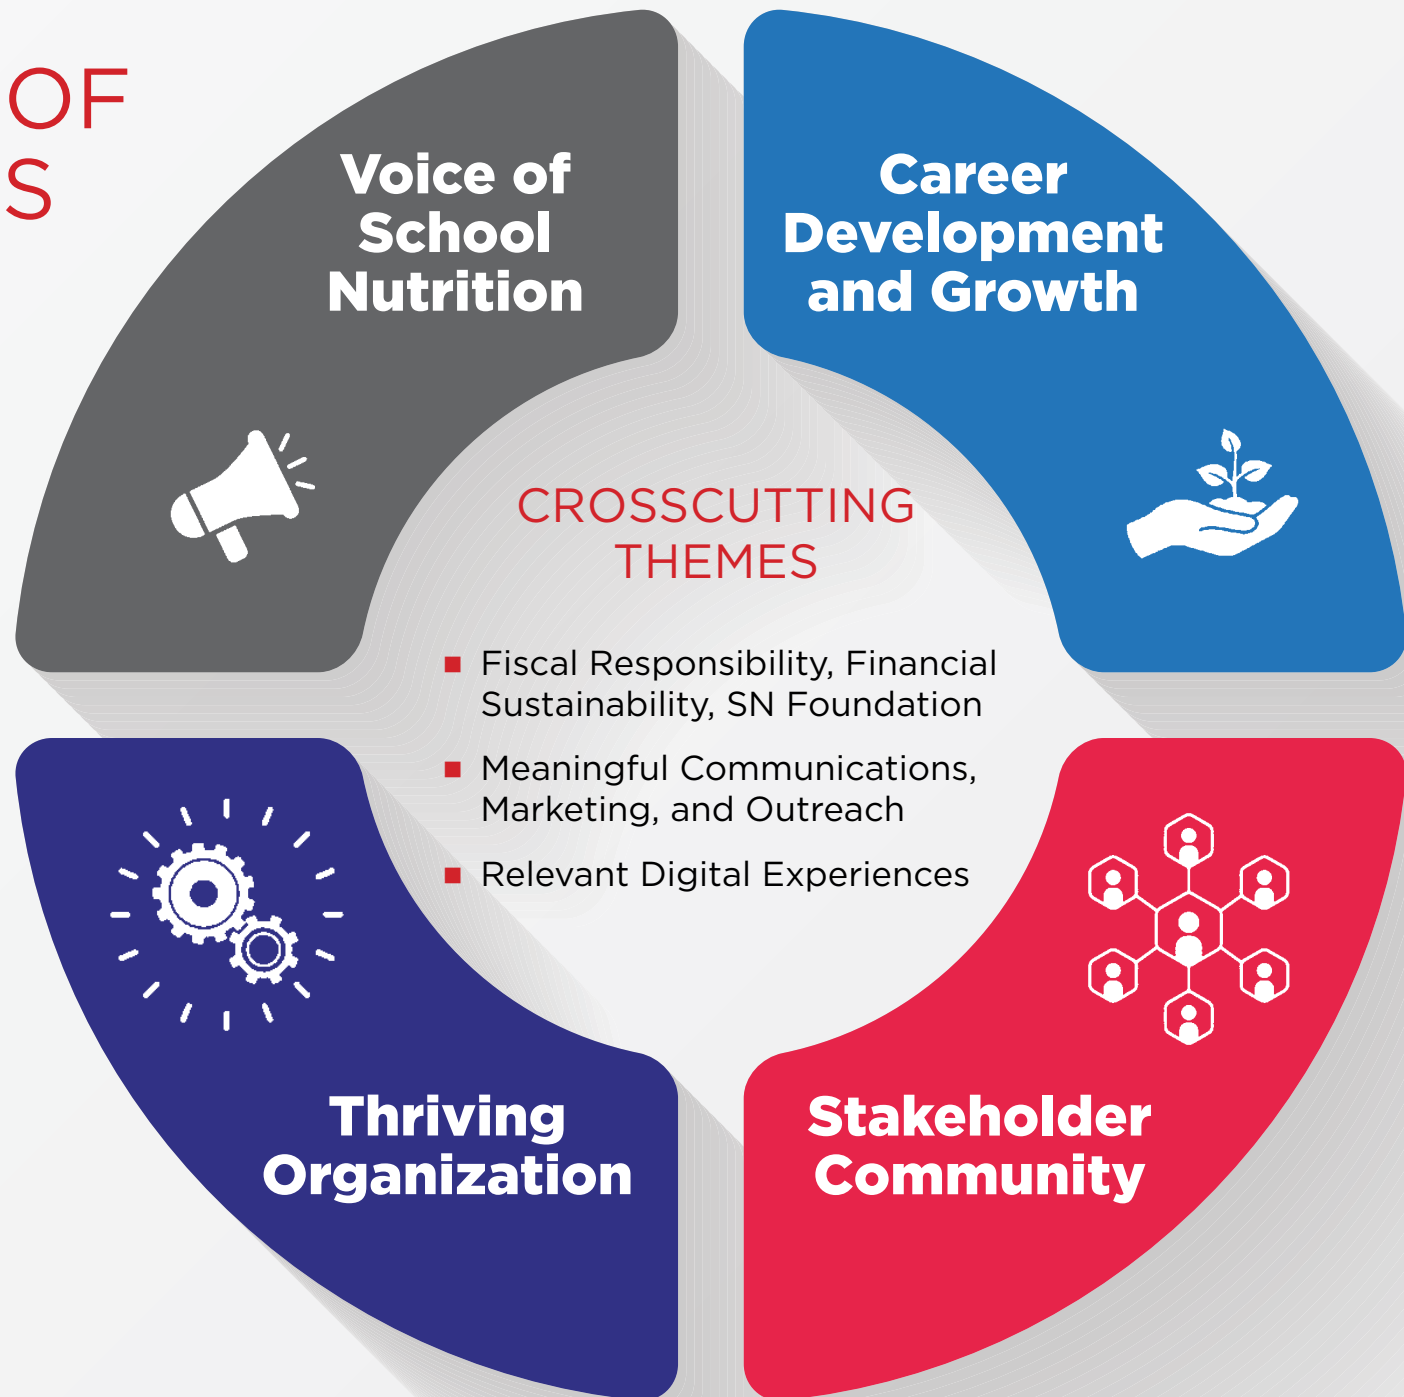 OF
S
Voice of
School
Nutrition
Career
Development
and Growth
CROSSCUTTING
THEMES
■ Fiscal Responsibility, Financial
Sustainability, SN Foundation
■ Meaningful Communications,
Marketing, and Outreach
■ Relevant Digital Experiences
Thriving
Organization
Stakeholder
Community